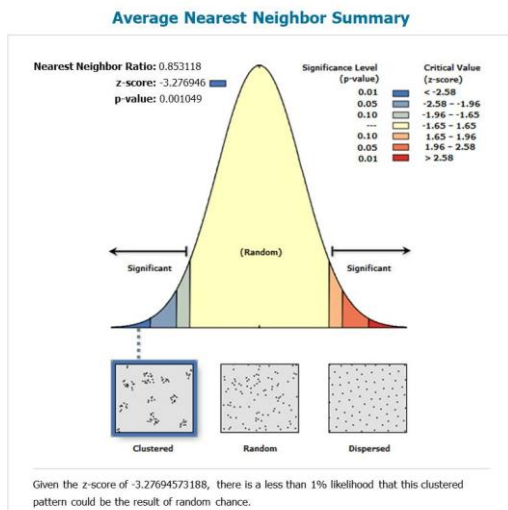 Average Nearest Neighbor Summary
Nearest Neighbor Ratio: 0.853118
z-score: -3.276946
p-value: 0.001049
Significance Level
(p-value)
Critical Value
(z-score)
0.01 < -2.58
0.05 -2.58 – -1.96
0.10 -1.96 – -1.65
--- -1.65 – 1.65
0.10 1.65 – 1.96
0.05 1.96 – 2.58
0.01 > 2.58
(Random)
Significant
Significant
Clustered
Random
Dispersed
Given the z-score of -3.27694573188, there is a less than 1% likelihood that this clustered
pattern could be the result of random chance.